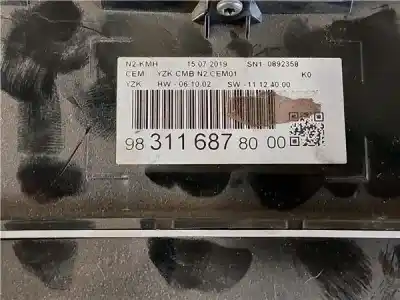 N2-KMH 15.07.2019 SN1-0892358
CEM YZK CMB N2 CEM01 K0
YZK HW-06.10.02 SW-11 12 40 00
98 311 687 80 00